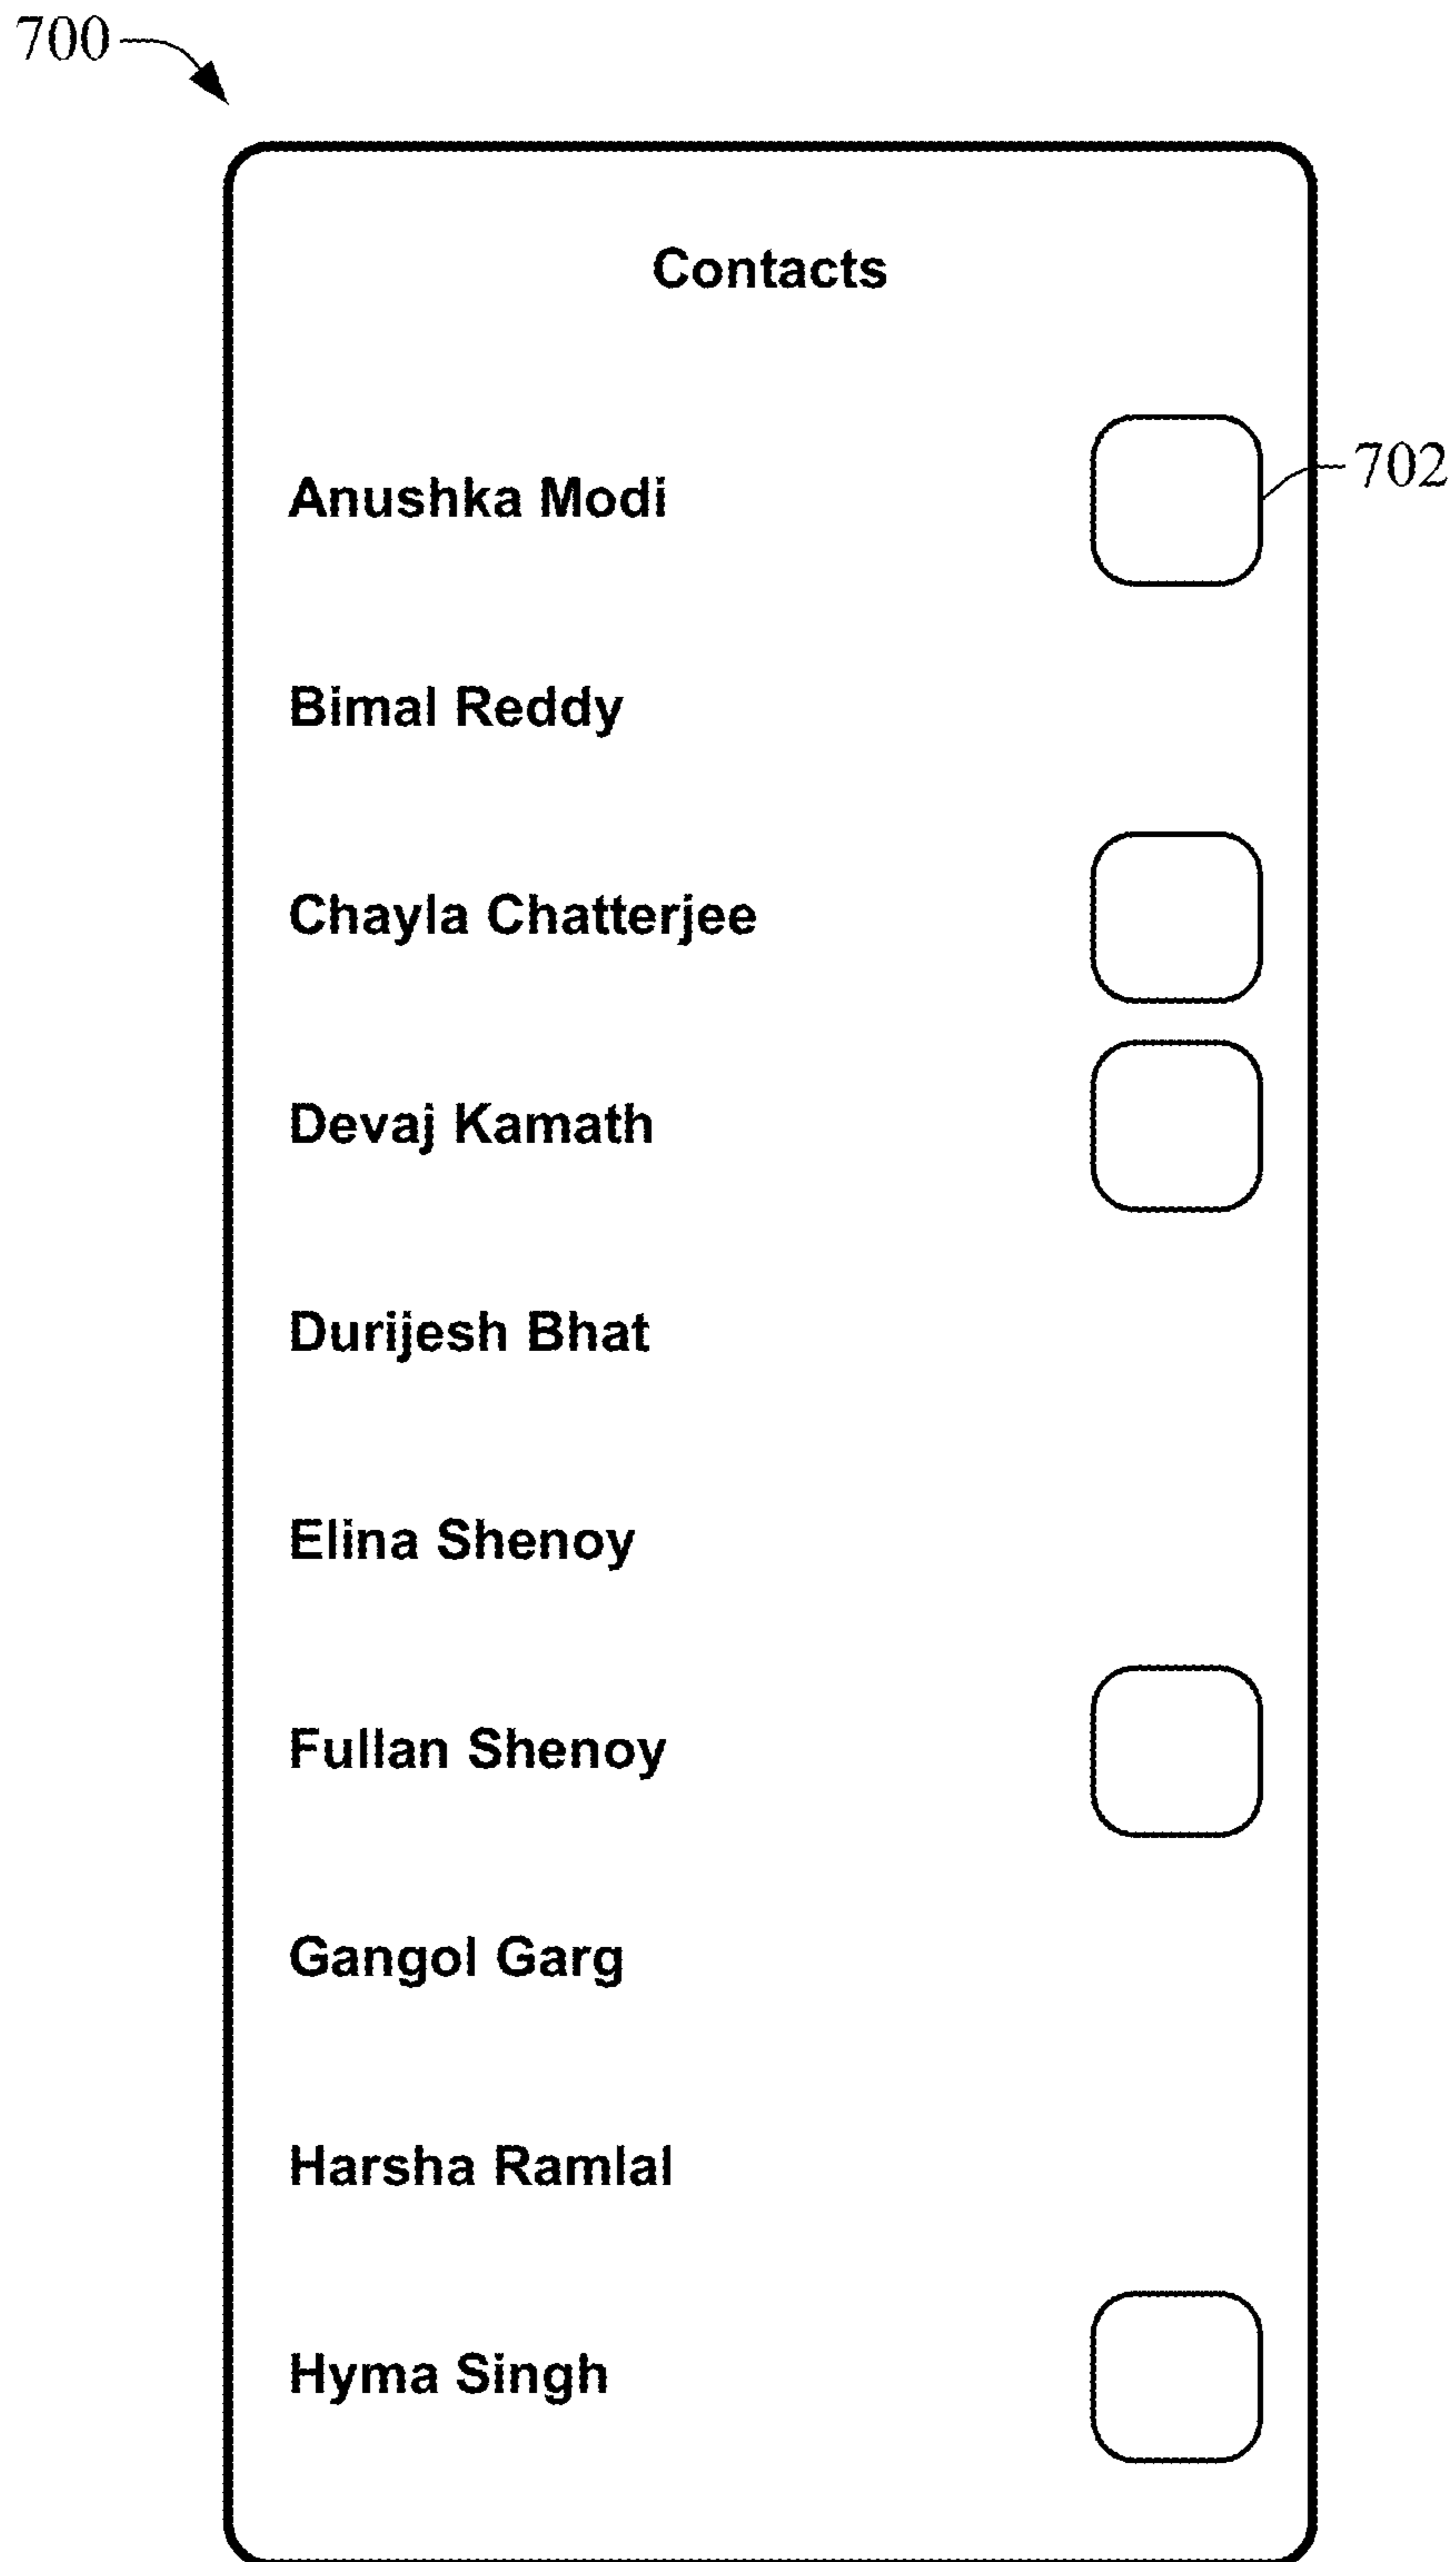 700
Contacts
Anushka Modi
702
Bimal Reddy
Chayla Chatterjee
Devaj Kamath
Durijesh Bhat
Elina Shenoy
Fullan Shenoy
Gangol Garg
Harsha Ramlal
Hyma Singh